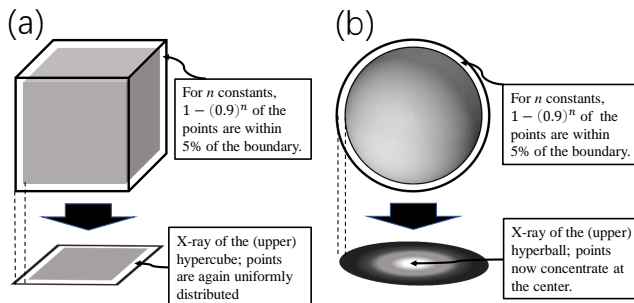 (a)
For n constants,
1 − (0.9)ⁿ of the
points are within
5% of the boundary.
X-ray of the (upper)
hypercube; points
are again uniformly
distributed
(b)
For n constants,
1 − (0.9)ⁿ of the
points are within
5% of the boundary.
X-ray of the (upper)
hyperball; points
now concentrate at
the center.